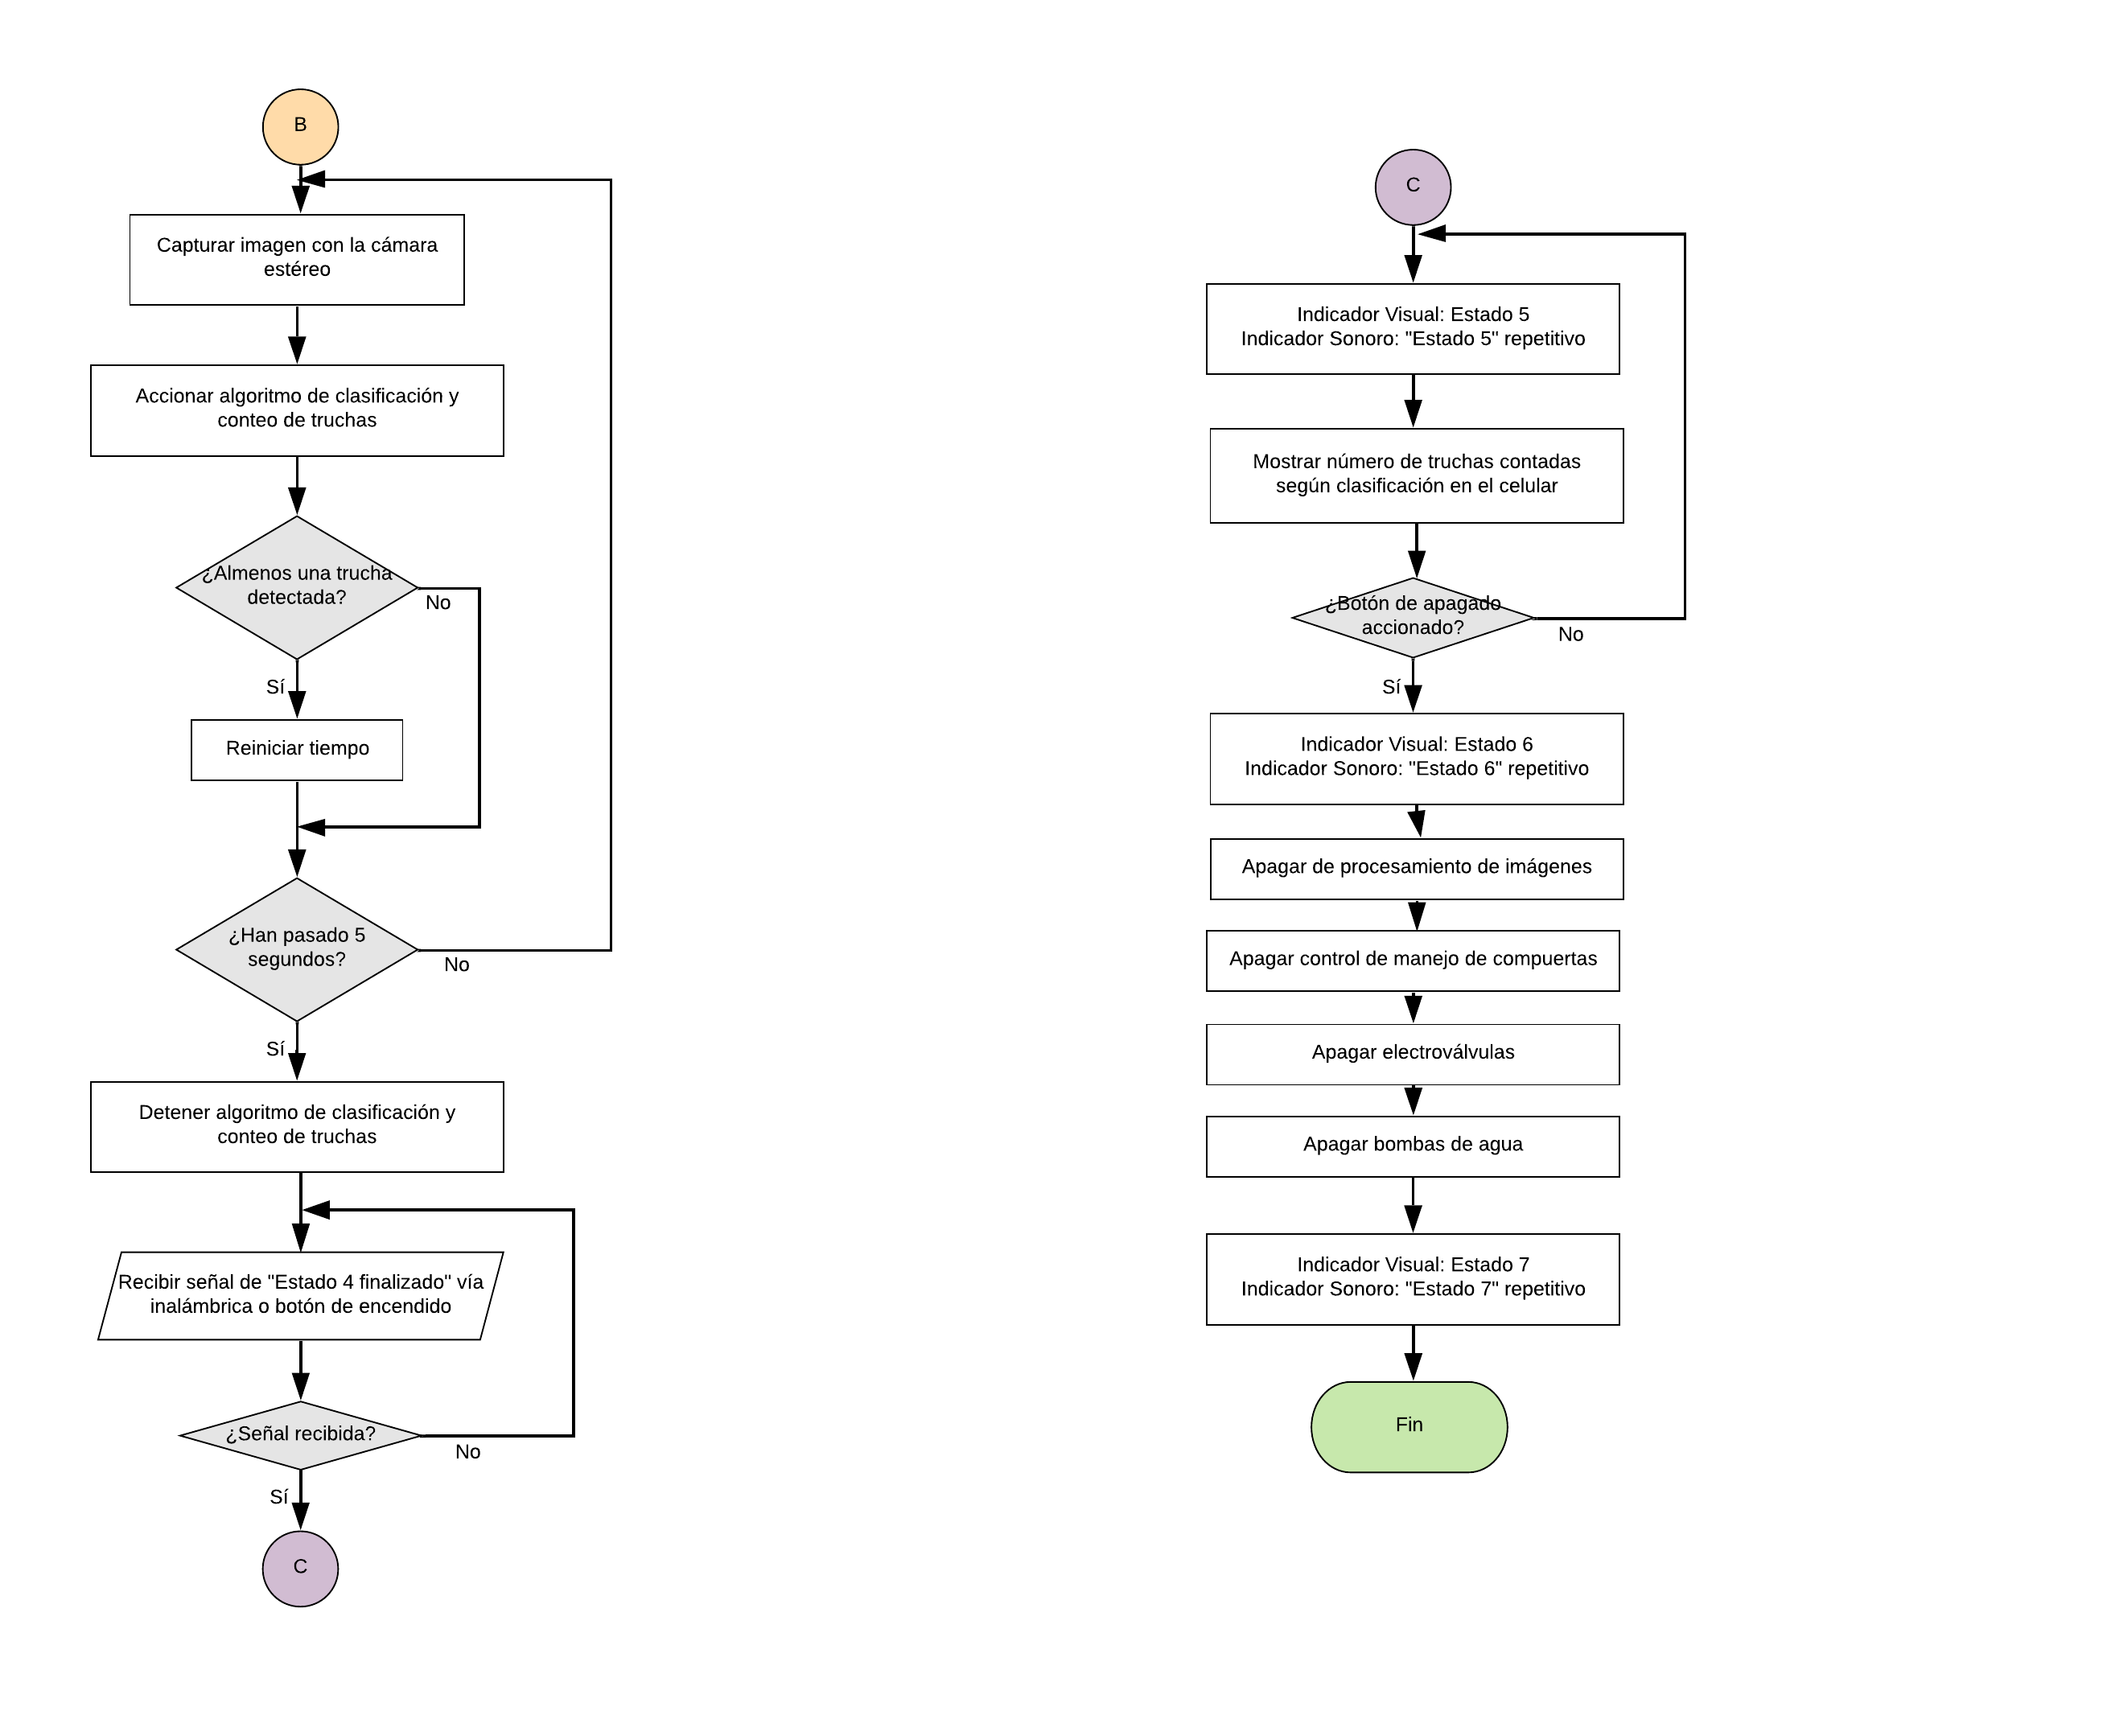 B
Capturar imagen con la cámara
estéreo
Accionar algoritmo de clasificación y
conteo de truchas
¿Almenos una trucha
detectada?
No
Sí
Reiniciar tiempo
¿Han pasado 5
segundos?
No
Sí
Detener algoritmo de clasificación y
conteo de truchas
Recibir señal de "Estado 4 finalizado" vía
inalámbrica o botón de encendido
¿Señal recibida?
No
Sí
C
C
Indicador Visual: Estado 5
Indicador Sonoro: "Estado 5" repetitivo
Mostrar número de truchas contadas
según clasificación en el celular
¿Botón de apagado
accionado?
No
Sí
Indicador Visual: Estado 6
Indicador Sonoro: "Estado 6" repetitivo
Apagar de procesamiento de imágenes
Apagar control de manejo de compuertas
Apagar electroválvulas
Apagar bombas de agua
Indicador Visual: Estado 7
Indicador Sonoro: "Estado 7" repetitivo
Fin